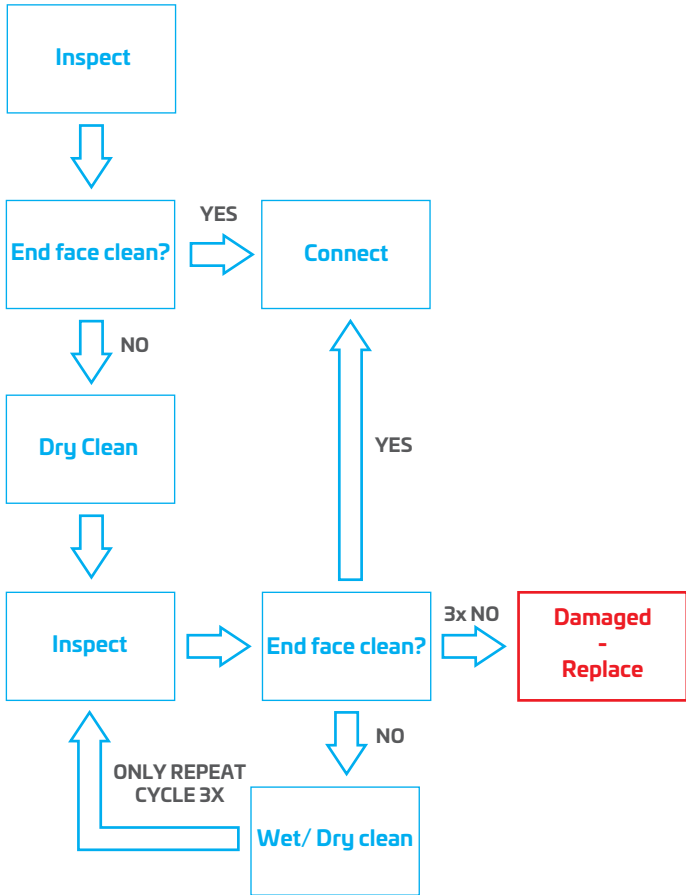 Inspect
YES
End face clean?
Connect
NO
Dry Clean
YES
Inspect
End face clean?
3x NO
Damaged
-
Replace
NO
ONLY REPEAT
CYCLE 3X
Wet/ Dry clean